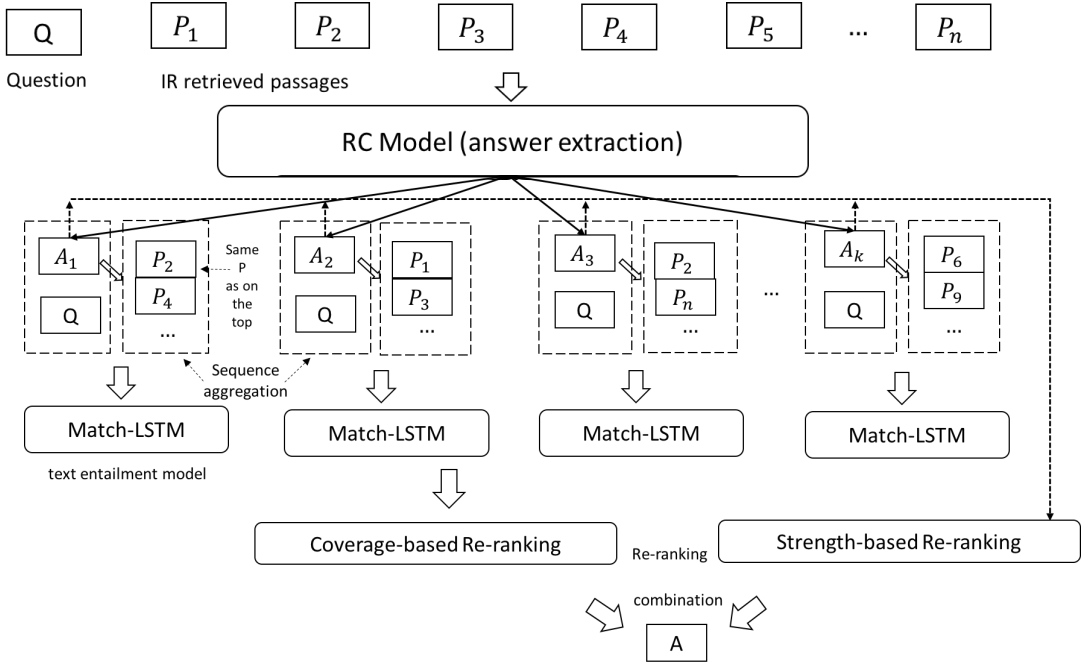 Q P₁ P₂ P₃ P₄ P₅ ... Pₙ
Question IR retrieved passages
RC Model (answer extraction)
A₁ P₂ Same A₂ P₁ A₃ P₂ Aₖ P₆
P
Q P₄ as on Q P₃ Q Pₙ ... Q P₉
the
... top ... ... ...
Sequence
aggregation
Match-LSTM Match-LSTM Match-LSTM Match-LSTM
text entailment model
Coverage-based Re-ranking Re-ranking Strength-based Re-ranking
combination
A